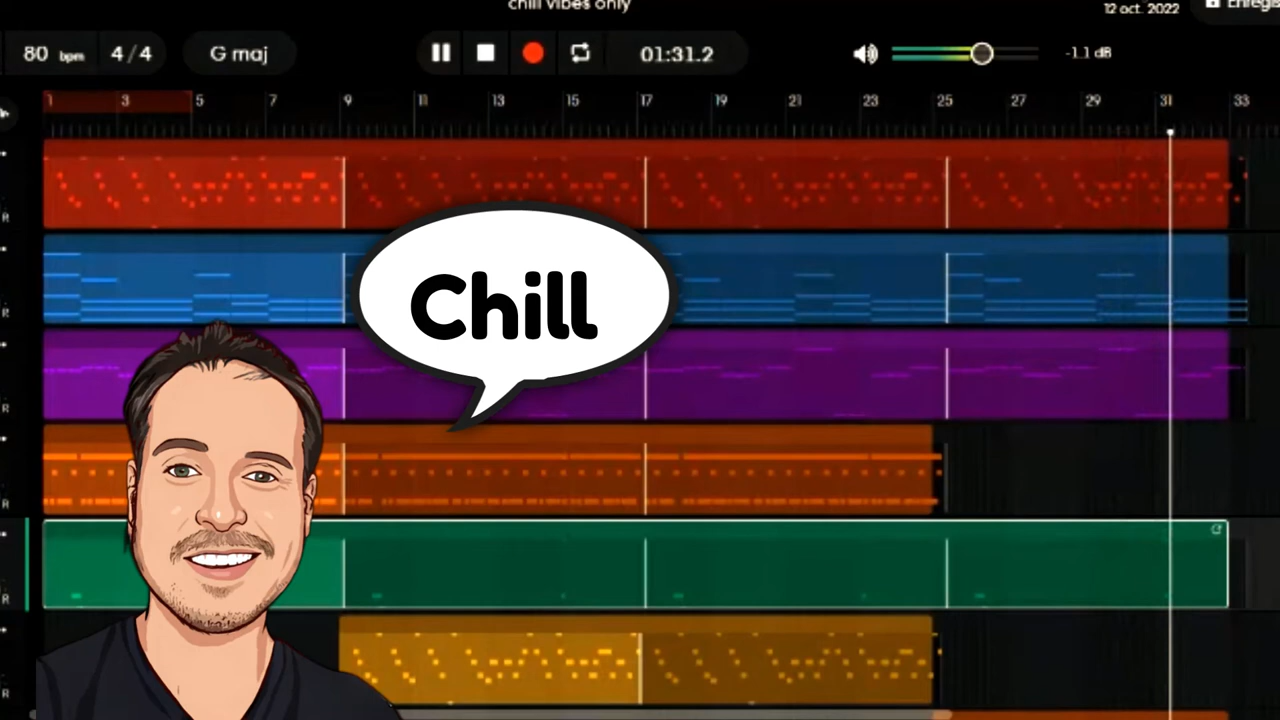 chill vibes only
12 oct. 2022
80 bpm 4/4 G maj 01:31.2 -1.1 dB
1 3 5 7 9 11 13 15 17 19 21 23 25 27 29 31 33
R
R
Chill
R
R
R
R